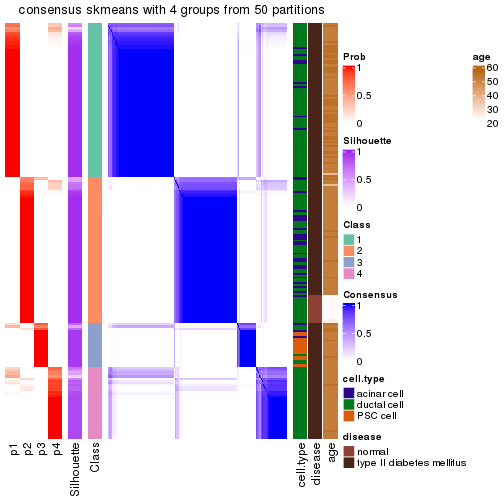 consensus skmeans with 4 groups from 50 partitions
p1
p2
p3
p4
Silhouette
Class
cell.type
disease
age
Prob
1
0.5
0
Silhouette
1
0.5
0
Class
1
2
3
4
Consensus
1
0.5
0
cell.type
acinar cell
ductal cell
PSC cell
disease
normal
type II diabetes mellitus
age
60
50
40
30
20